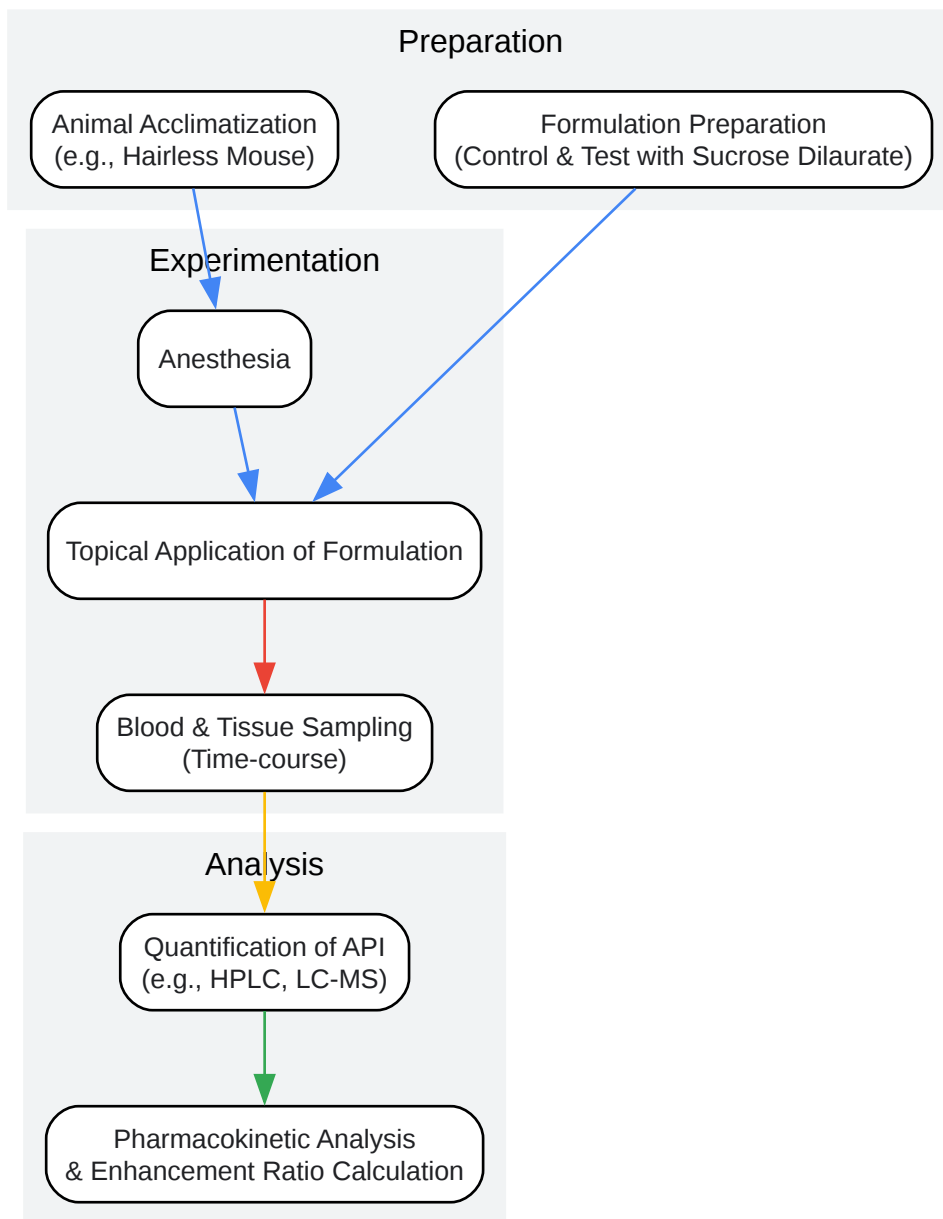 Preparation
Animal Acclimatization
(e.g., Hairless Mouse)
Formulation Preparation
(Control & Test with Sucrose Dilaurate)
Experimentation
Anesthesia
Topical Application of Formulation
Blood & Tissue Sampling
(Time-course)
Analysis
Quantification of API
(e.g., HPLC, LC-MS)
Pharmacokinetic Analysis
& Enhancement Ratio Calculation